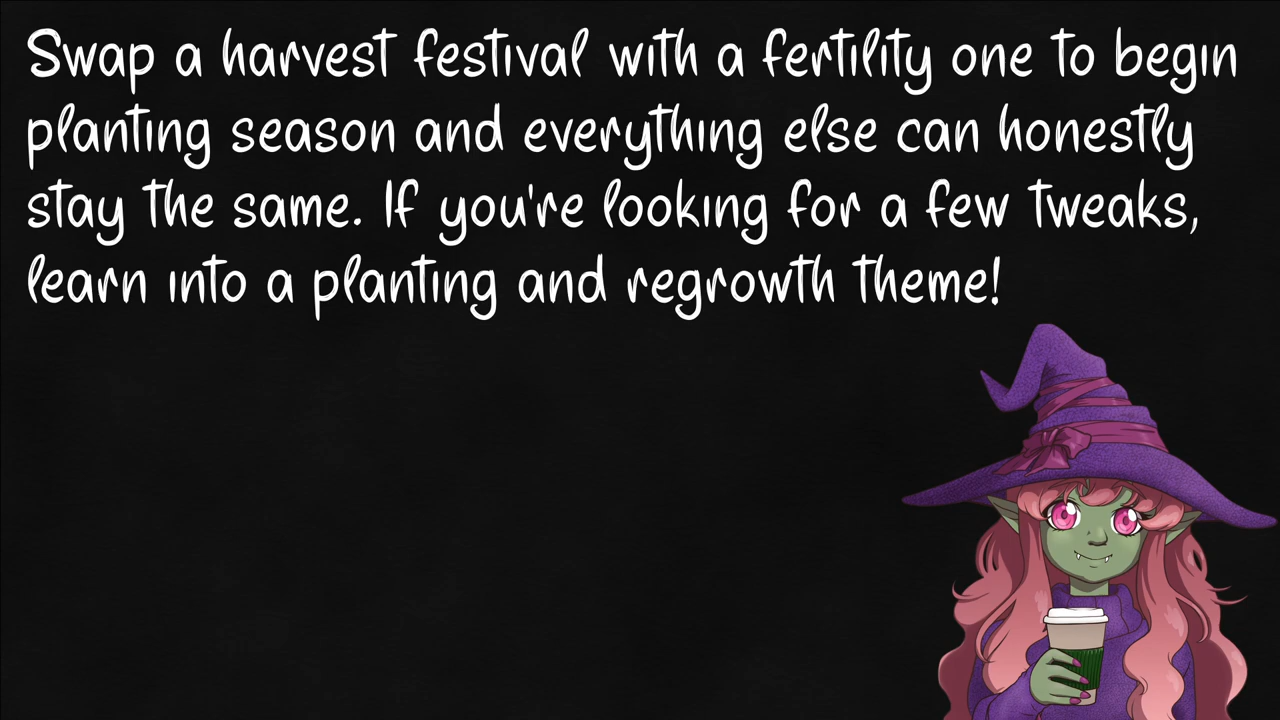 Swap a harvest festival with a fertility one to begin
planting season and everything else can honestly
stay the same. If you're looking for a few tweaks,
learn into a planting and regrowth theme!